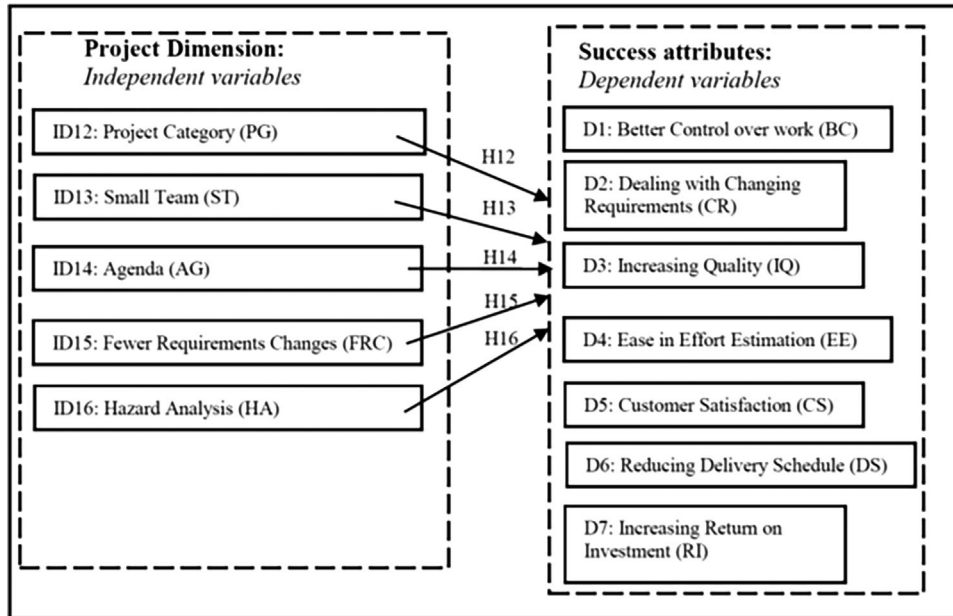 Project Dimension:
Independent variables
ID12: Project Category (PG)
ID13: Small Team (ST)
ID14: Agenda (AG)
ID15: Fewer Requirements Changes (FRC)
ID16: Hazard Analysis (HA)
H12
H13
H14
H15
H16
Success attributes:
Dependent variables
D1: Better Control over work (BC)
D2: Dealing with Changing
Requirements (CR)
D3: Increasing Quality (IQ)
D4: Ease in Effort Estimation (EE)
D5: Customer Satisfaction (CS)
D6: Reducing Delivery Schedule (DS)
D7: Increasing Return on
Investment (RI)